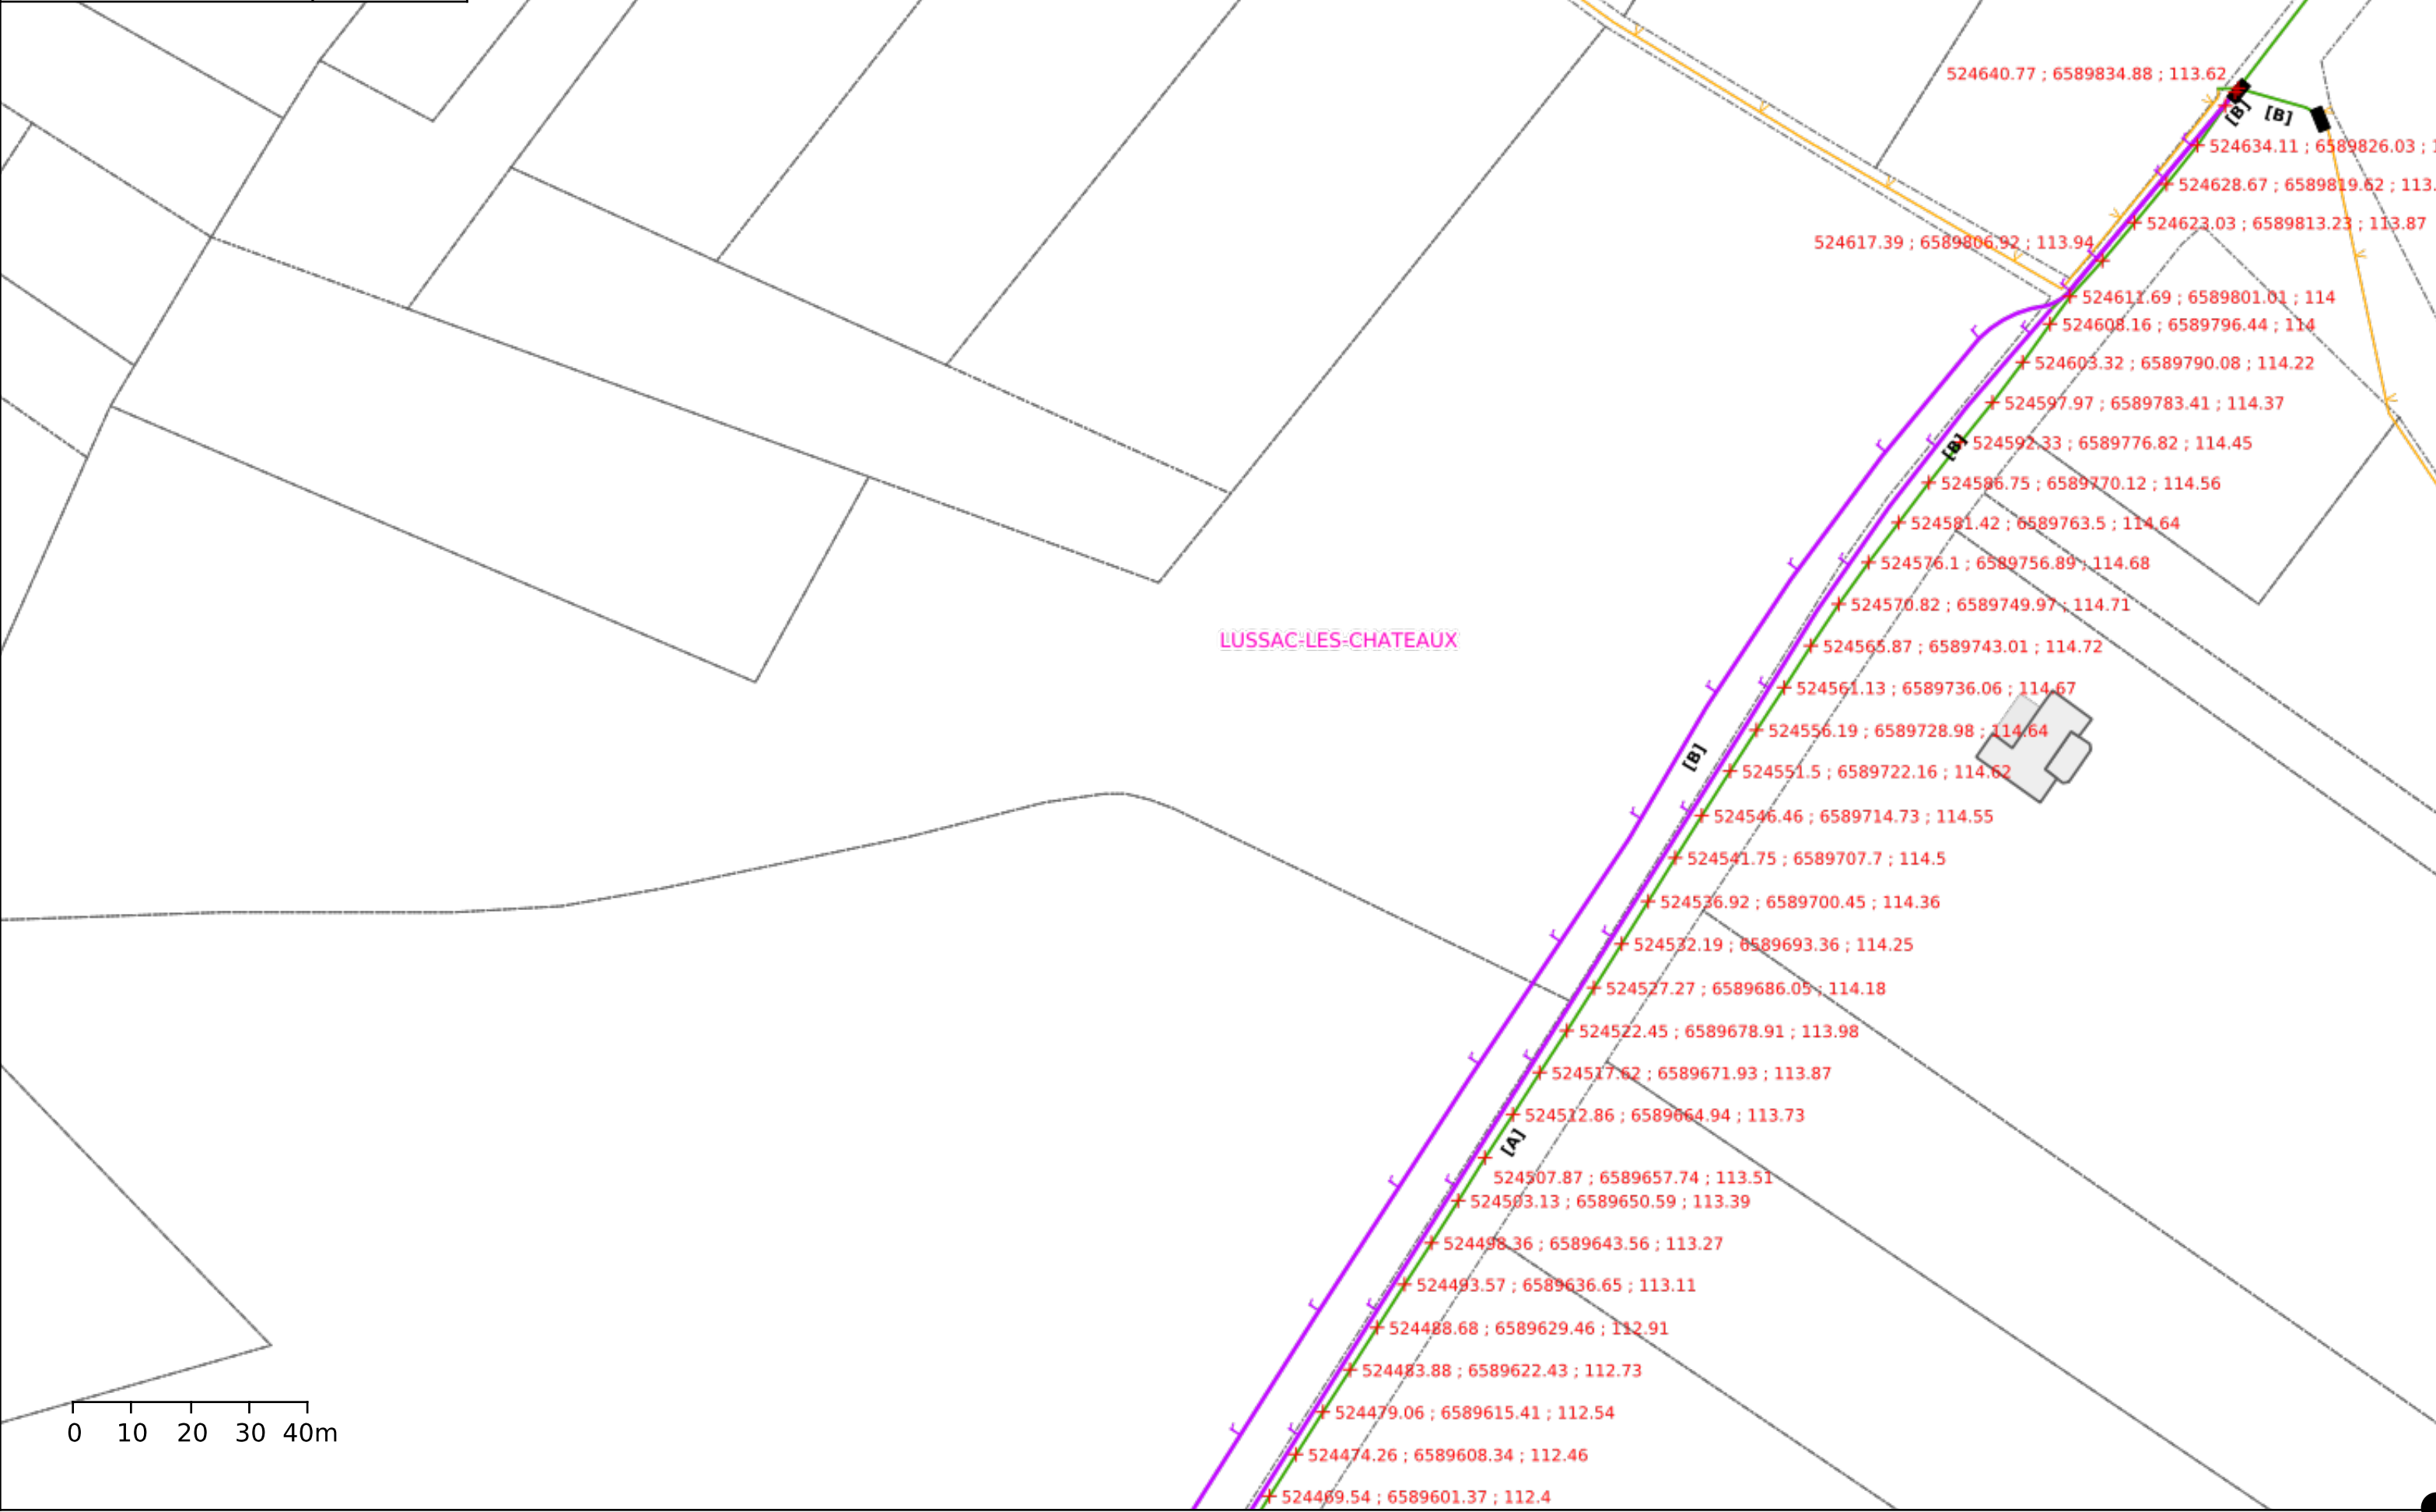 524640.77 ; 6589834.88 ; 113.62
[B]
[B]
524634.11 ; 6589826.03 ;
524628.67 ; 6589819.62 ; 113.
524623.03 ; 6589813.23 ; 113.87
524617.39 ; 6589806.92 ; 113.94
524611.69 ; 6589801.01 ; 114
524608.16 ; 6589796.44 ; 114
524603.32 ; 6589790.08 ; 114.22
524597.97 ; 6589783.41 ; 114.37
[B]
524592.33 ; 6589776.82 ; 114.45
524586.75 ; 6589770.12 ; 114.56
524581.42 ; 6589763.5 ; 114.64
524576.1 ; 6589756.89 ; 114.68
524570.82 ; 6589749.97 ; 114.71
LUSSAC-LES-CHATEAUX
524565.87 ; 6589743.01 ; 114.72
524561.13 ; 6589736.06 ; 114.67
524556.19 ; 6589728.98 ; 114.64
[B]
524551.5 ; 6589722.16 ; 114.62
524546.46 ; 6589714.73 ; 114.55
524541.75 ; 6589707.7 ; 114.5
524536.92 ; 6589700.45 ; 114.36
524532.19 ; 6589693.36 ; 114.25
524527.27 ; 6589686.05 ; 114.18
524522.45 ; 6589678.91 ; 113.98
524517.62 ; 6589671.93 ; 113.87
524512.86 ; 6589664.94 ; 113.73
[A]
524507.87 ; 6589657.74 ; 113.51
524503.13 ; 6589650.59 ; 113.39
524498.36 ; 6589643.56 ; 113.27
524493.57 ; 6589636.65 ; 113.11
524488.68 ; 6589629.46 ; 112.91
524483.88 ; 6589622.43 ; 112.73
524479.06 ; 6589615.41 ; 112.54
0 10 20 30 40m
524474.26 ; 6589608.34 ; 112.46
524469.54 ; 6589601.37 ; 112.4